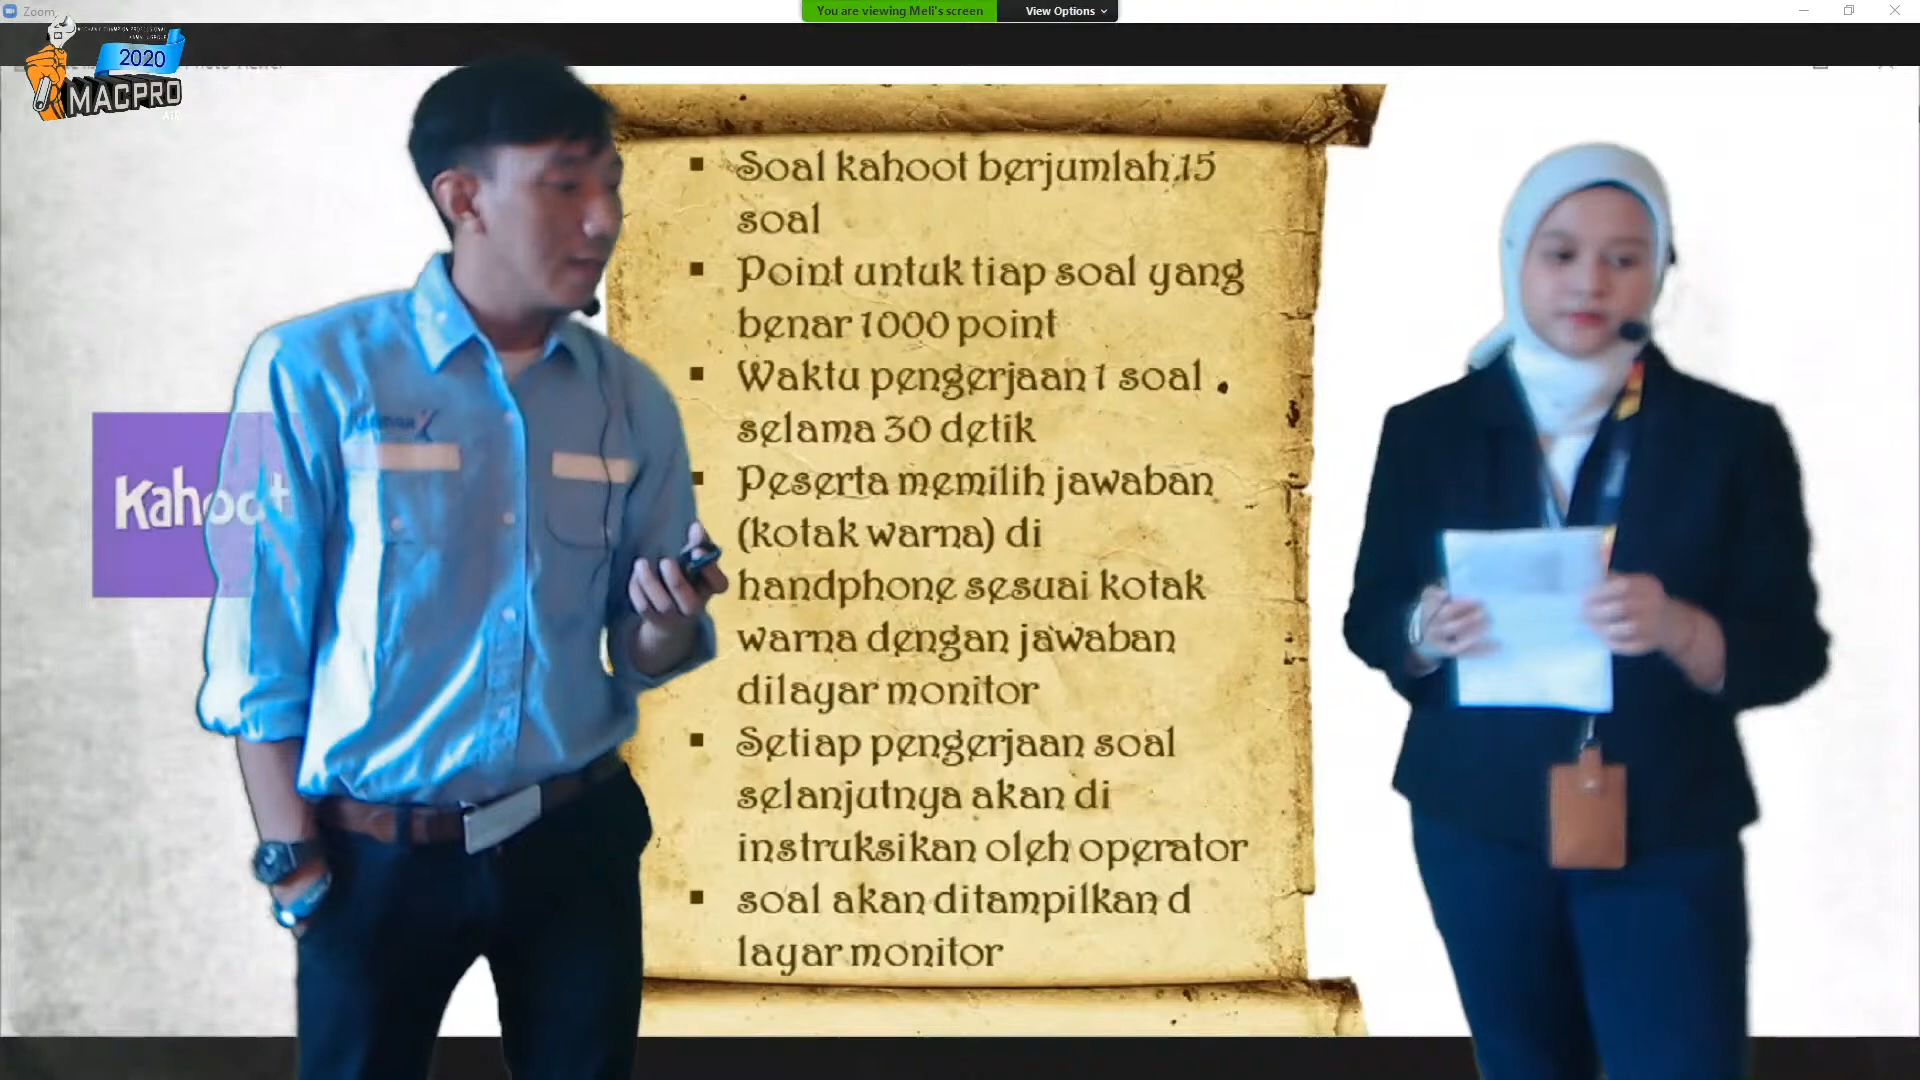 Zoom
You are viewing Meli's screen
View Options
2020
MACPRO
Kahoot
Soal kahoot berjumlah 15
soal
Point untuk tiap soal yang
benar 1000 point
Waktu pengerjaan 1 soal
selama 30 detik
Peserta memilih jawaban
(kotak warna) di
handphone sesuai kotak
warna dengan jawaban
dilayar monitor
Setiap pengerjaan soal
selanjutnya akan di
instruksikan oleh operator
soal akan ditampilkan d
layar monitor